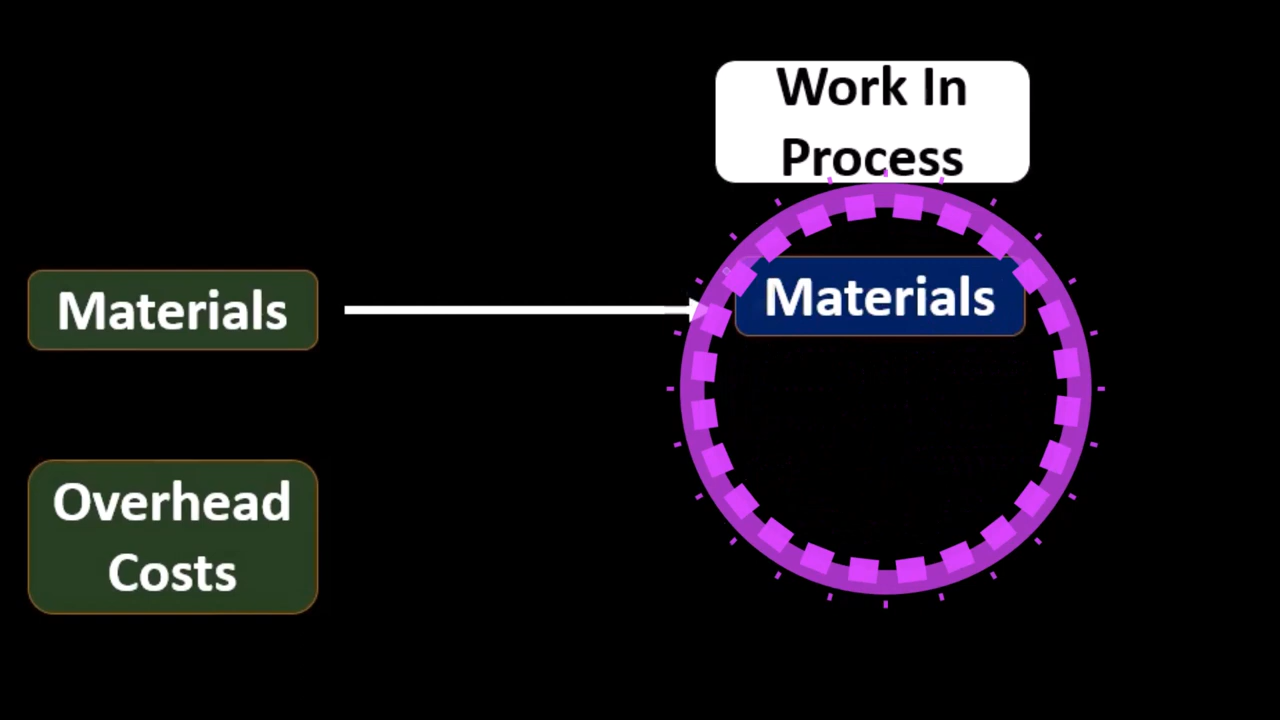 Work In
Process
Materials
Materials
Overhead
Costs